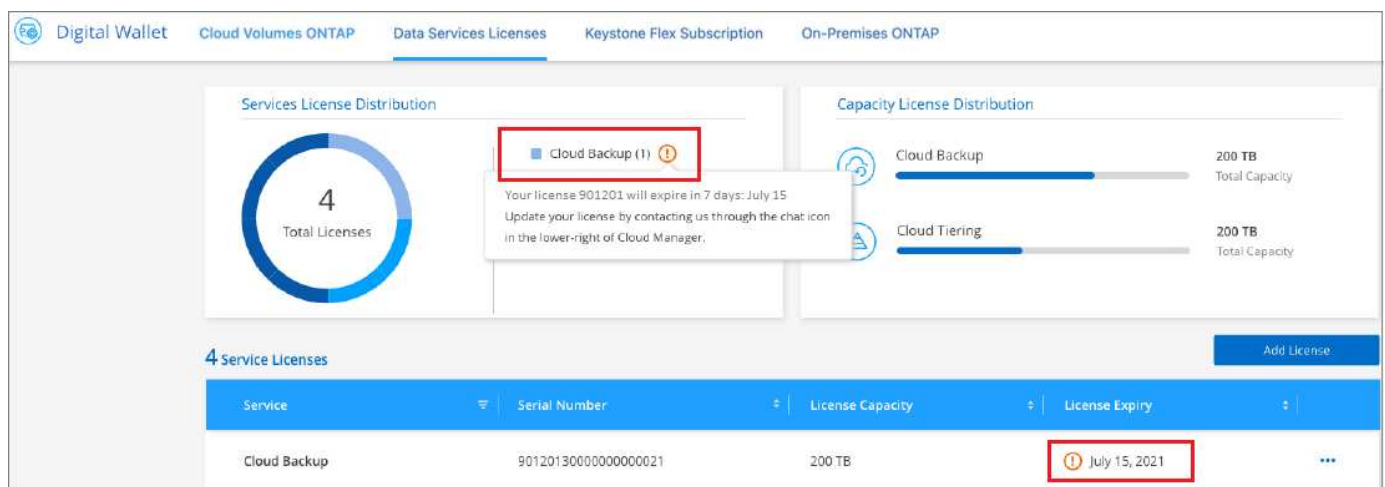 Digital Wallet Cloud Volumes ONTAP Data Services Licenses Keystone Flex Subscription On-Premises ONTAP
Services License Distribution
4
Total Licenses
Cloud Backup (1)
Your license 901201 will expire in 7 days: July 15
Update your license by contacting us through the chat icon
in the lower-right of Cloud Manager.
Capacity License Distribution
Cloud Backup
200 TB
Total Capacity
Cloud Tiering
200 TB
Total Capacity
4 Service Licenses
Add License
Service Serial Number License Capacity License Expiry
Cloud Backup 90120130000000000021 200 TB July 15, 2021